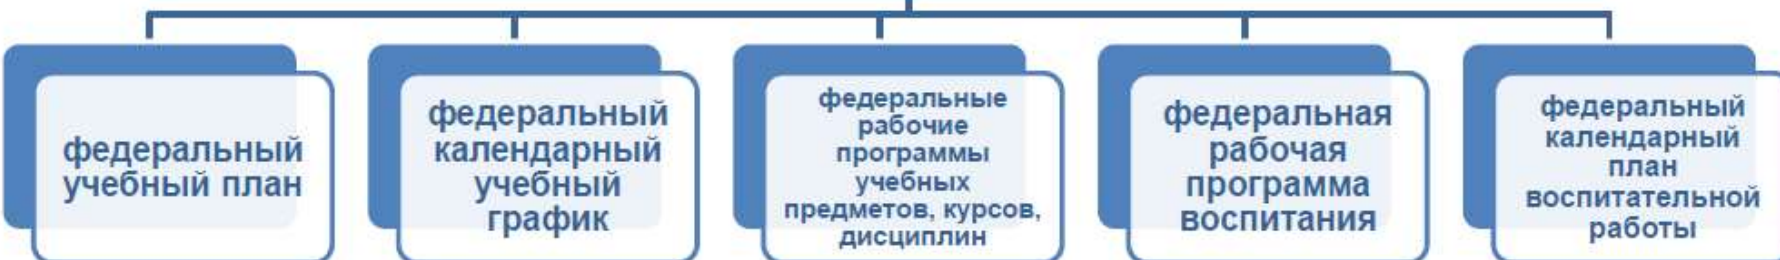 федеральный
учебный план
федеральный
календарный
учебный
график
федеральные
рабочие
программы
учебных
предметов, курсов,
дисциплин
федеральная
рабочая
программа
воспитания
федеральный
календарный
план
воспитательной
работы